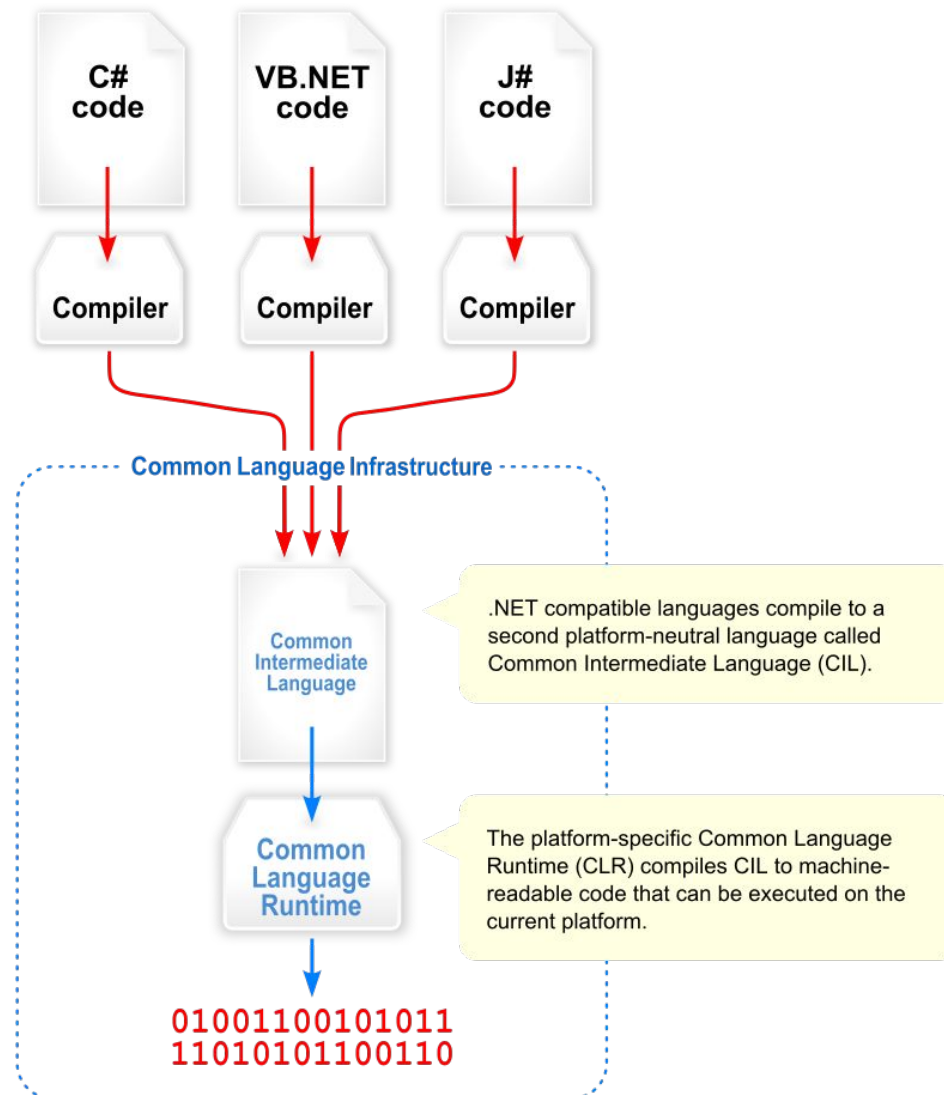 C#
code
VB.NET
code
J#
code
Compiler
Compiler
Compiler
Common Language Infrastructure
Common
Intermediate
Language
.NET compatible languages compile to a
second platform-neutral language called
Common Intermediate Language (CIL).
Common
Language
Runtime
The platform-specific Common Language
Runtime (CLR) compiles CIL to machine-
readable code that can be executed on the
current platform.
01001100101011
11010101100110